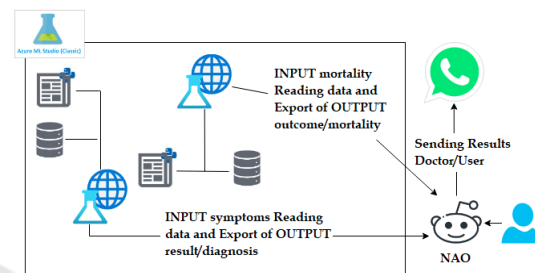 Azure ML Studio (Classic)
INPUT mortality
Reading data and
Export of OUTPUT
outcome/mortality
Sending Results
Doctor/User
INPUT symptoms Reading
data and Export of OUTPUT
result/diagnosis
NAO